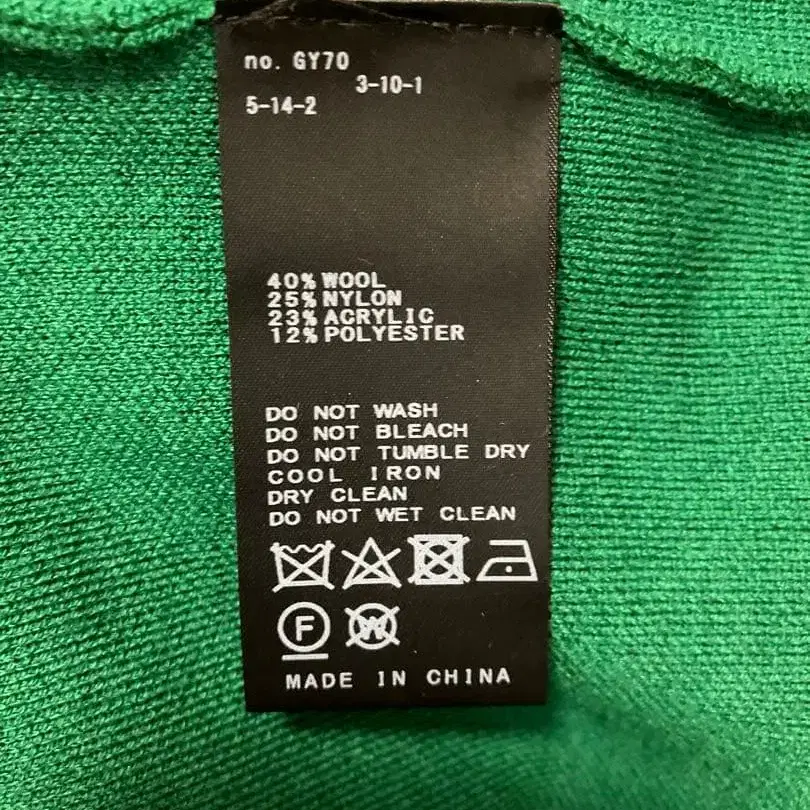 no. GY70
3-10-1
5-14-2
40% WOOL
25% NYLON
23% ACRYLIC
12% POLYESTER
DO NOT WASH
DO NOT BLEACH
DO NOT TUMBLE DRY
COOL IRON
DRY CLEAN
DO NOT WET CLEAN
F W
MADE IN CHINA